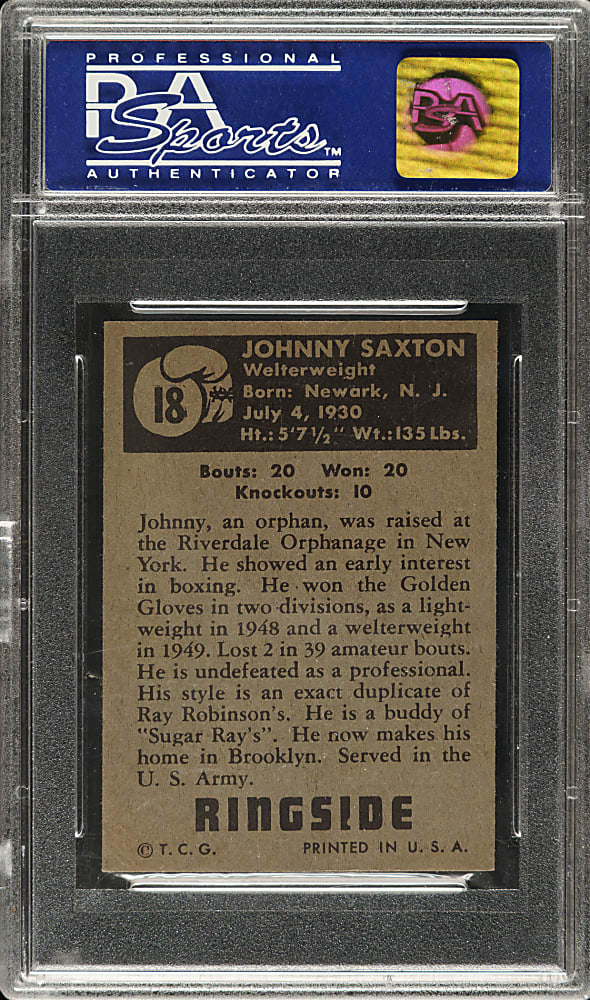 PROFESSIONAL
PSA
Sports™
AUTHENTICATOR
PSA
18
JOHNNY SAXTON
Welterweight
Born: Newark, N. J.
July 4, 1930
Ht.: 5'7½" Wt.: 135 Lbs.
Bouts: 20 Won: 20
Knockouts: 10
Johnny, an orphan, was raised at
the Riverdale Orphanage in New
York. He showed an early interest
in boxing. He won the Golden
Gloves in two divisions, as a light-
weight in 1948 and a welterweight
in 1949. Lost 2 in 39 amateur bouts.
He is undefeated as a professional.
His style is an exact duplicate of
Ray Robinson's. He is a buddy of
"Sugar Ray's". He now makes his
home in Brooklyn. Served in the
U. S. Army.
RINGSIDE
© T. C. G. PRINTED IN U. S. A.